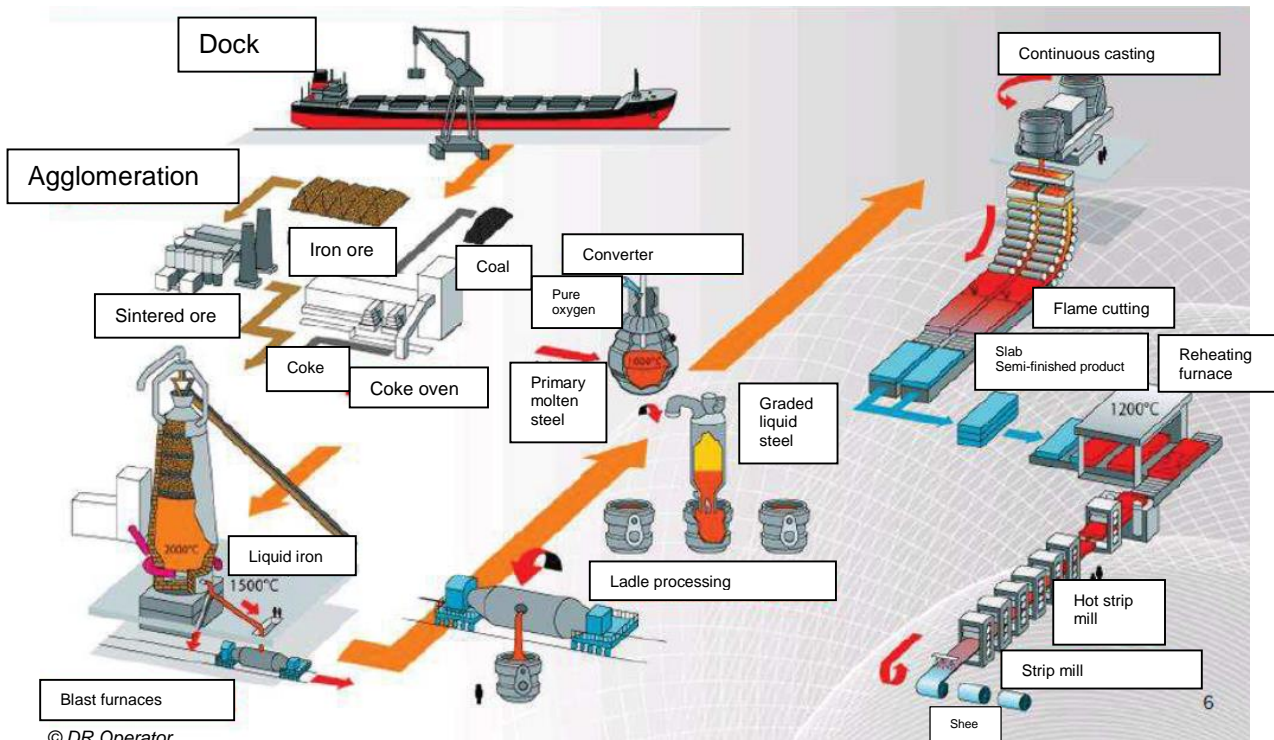 Dock
Continuous casting
Agglomeration
Iron ore
Coal
Converter
Pure
oxygen
Sintered ore
Flame cutting
Coke
Coke oven
1600°C
Primary
molten
steel
Graded
liquid
steel
Slab
Semi-finished product
Reheating
furnace
1200°C
2000°C
Liquid iron
1500°C
Ladle processing
Hot strip
mill
Strip mill
Blast furnaces
Shee
6
© DR Operator